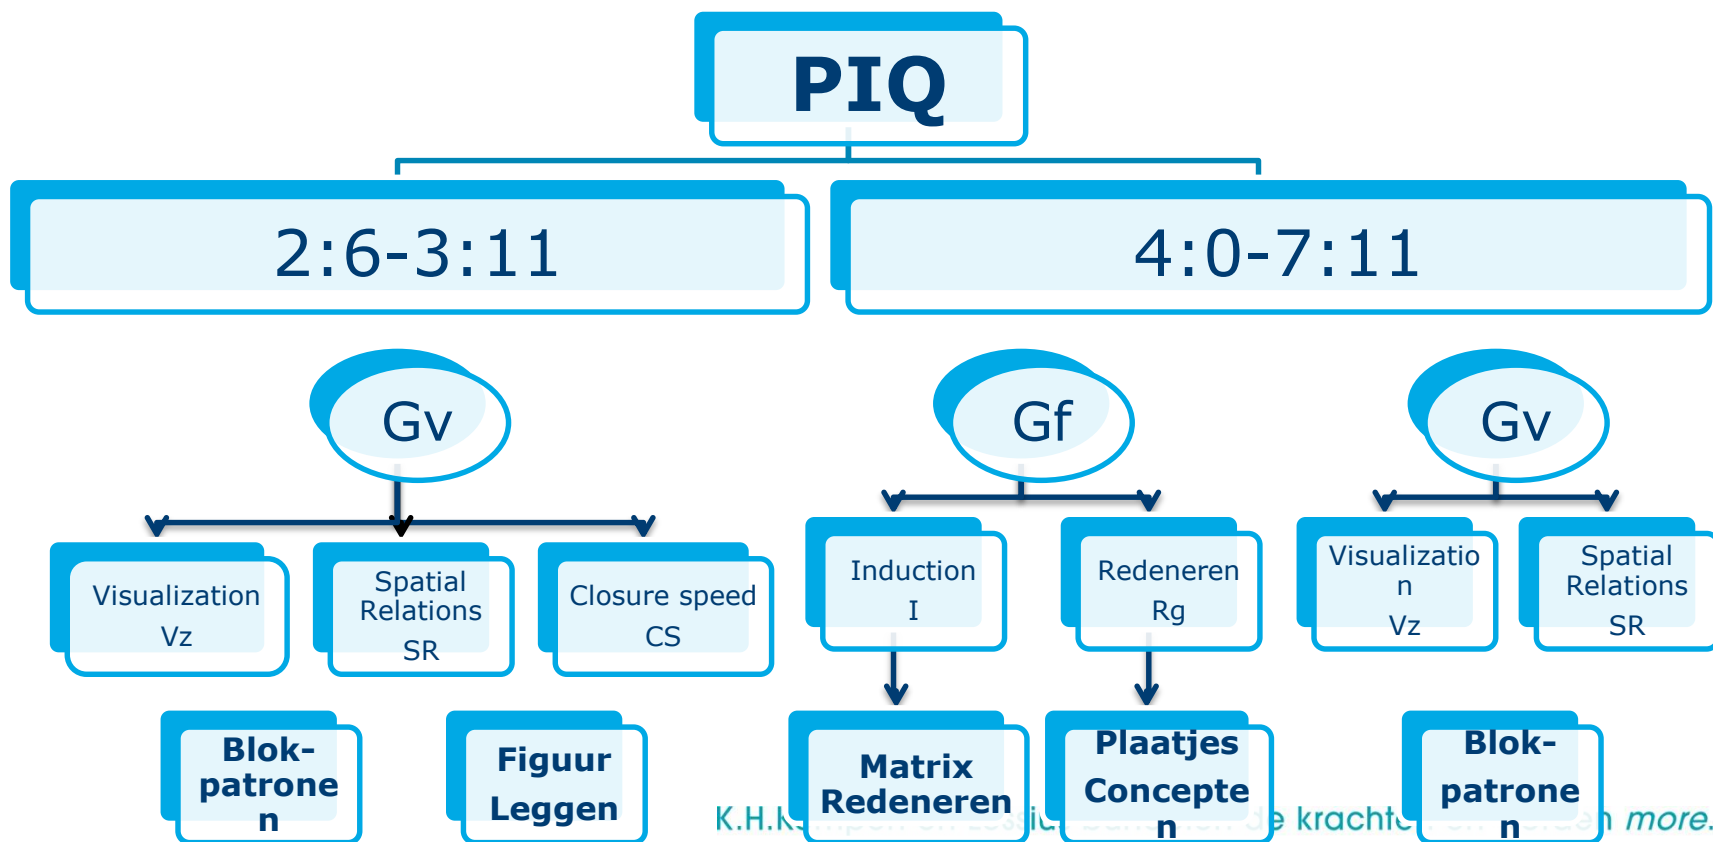 PIQ
2:6-3:11
4:0-7:11
Gv
Gf
Gv
Visualization
Vz
Spatial
Relations
SR
Closure speed
CS
Induction
I
Redeneren
Rg
Visualizatio
n
Vz
Spatial
Relations
SR
Blok-
patrone
n
Figuur
Leggen
Matrix
Redeneren
Plaatjes
Concepte
n
Blok-
patrone
n
K.H.K de kracht more.